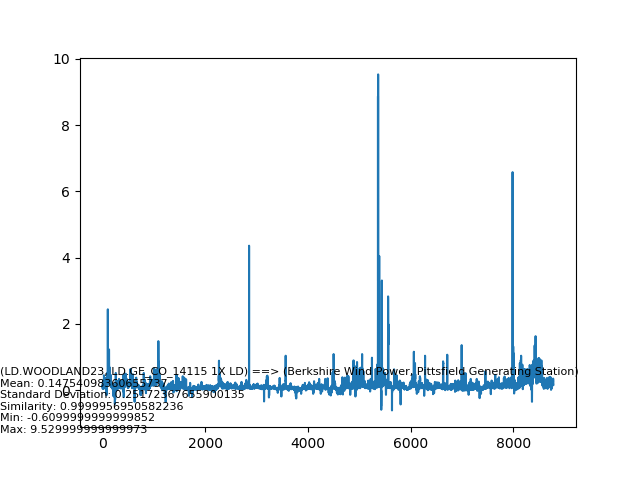 10
8
6
4
2
(LD.WOODLAND23, LD.GE_CO_14115 1X LD) ==> (Berkshire Wind Power, Pittsfield Generating Station)
Mean: 0.14754098360655737
0
Standard Deviation: 0.25172367655900135
Similarity: 0.9999956950582236
Min: -0.6099999999999852
Max: 9.529999999999973
0 2000 4000 6000 8000